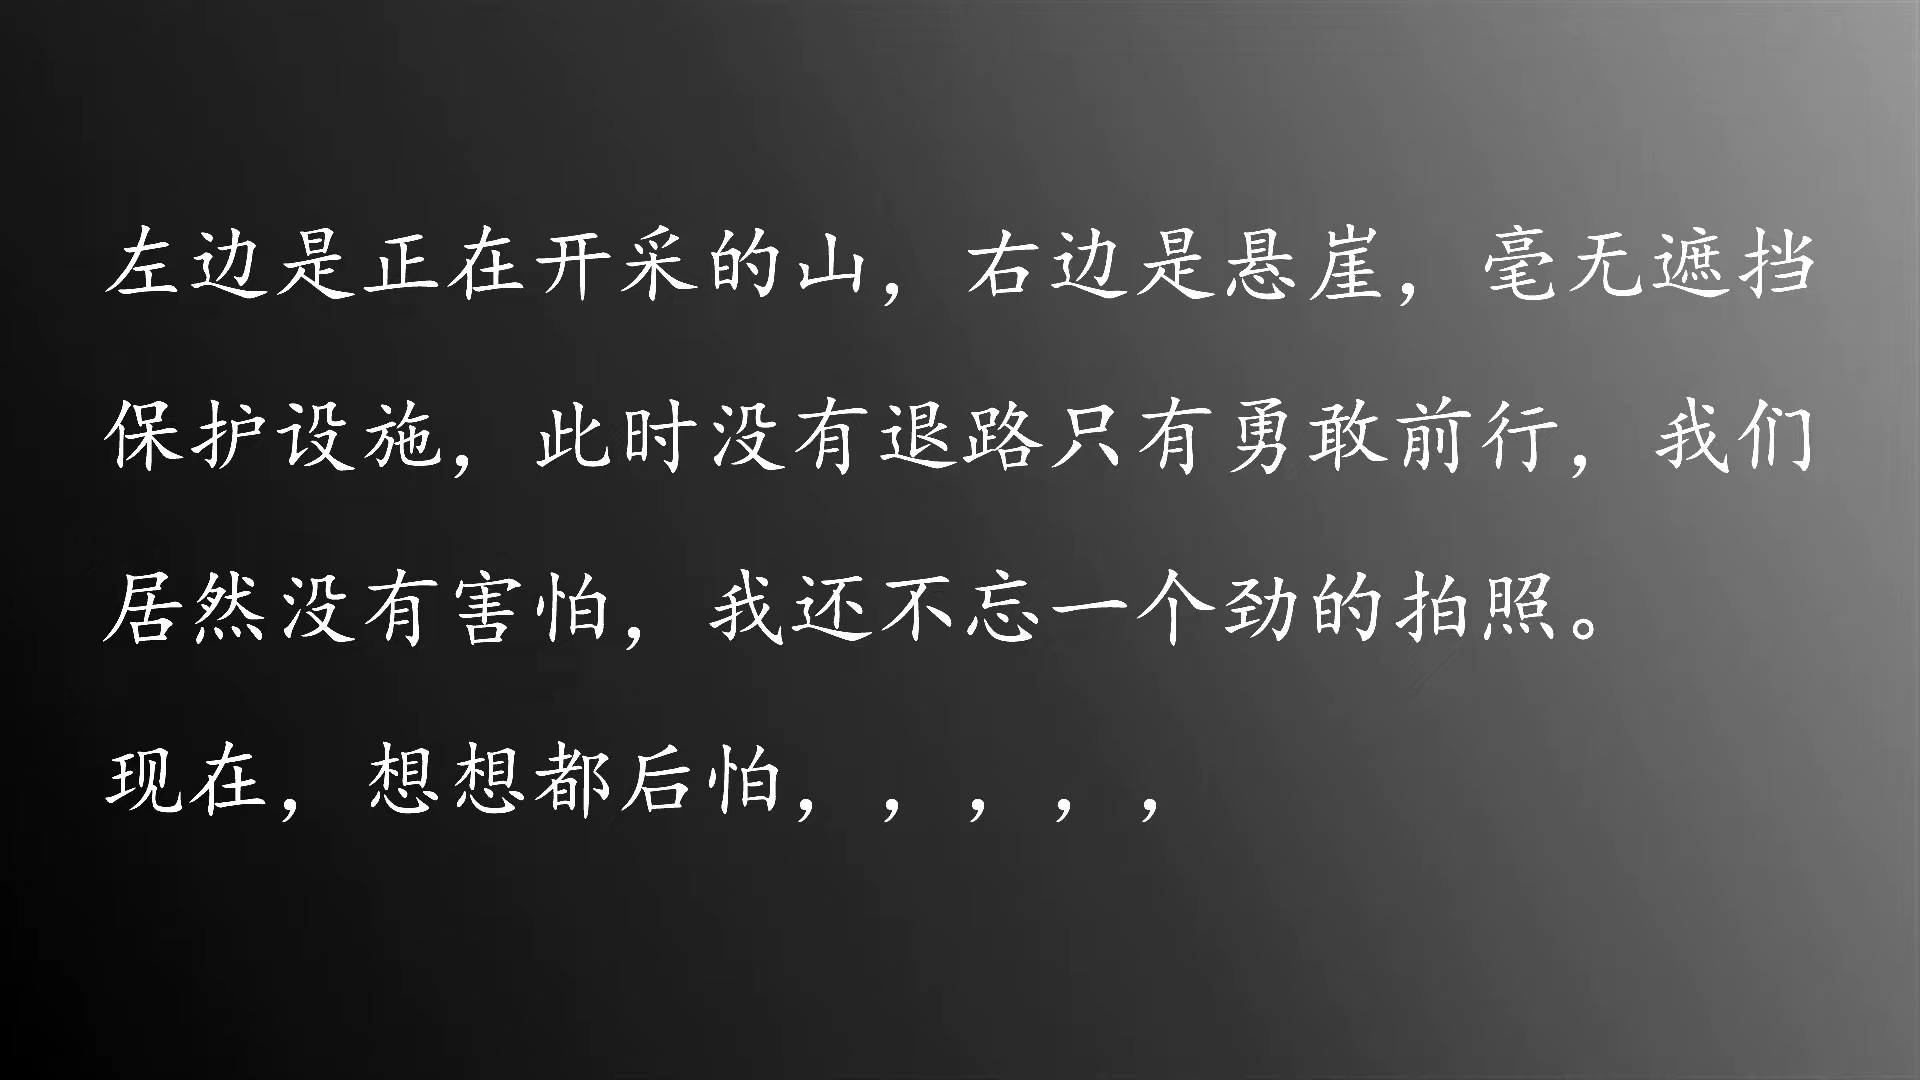 左边是正在开采的山，右边是悬崖，毫无遮挡
保护设施，此时没有退路只有勇敢前行，我们
居然没有害怕，我还不忘一个劲的拍照。
现在，想想都后怕，，，，，